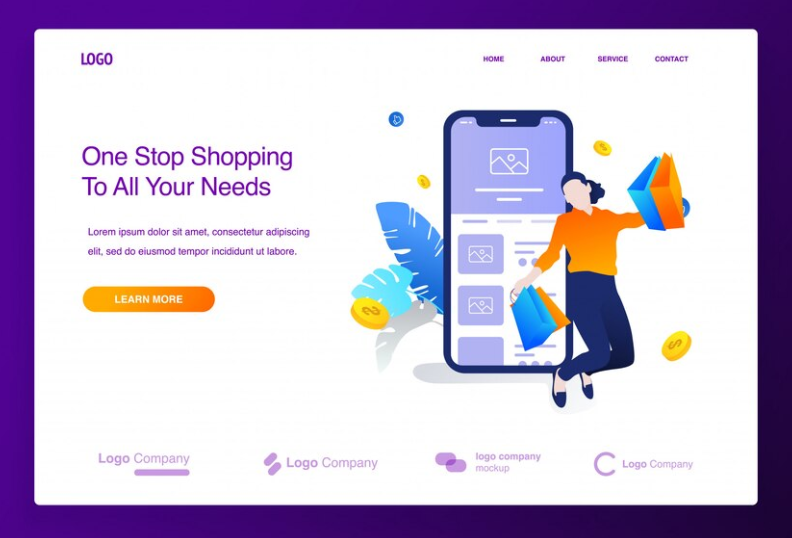 LOGO
HOME ABOUT SERVICE CONTACT
One Stop Shopping
To All Your Needs
Lorem ipsum dolor sit amet, consectetur adipiscing
elit, sed do eiusmod tempor incididunt ut labore.
LEARN MORE
Logo Company
Logo Company
logo company
mockup
Logo Company